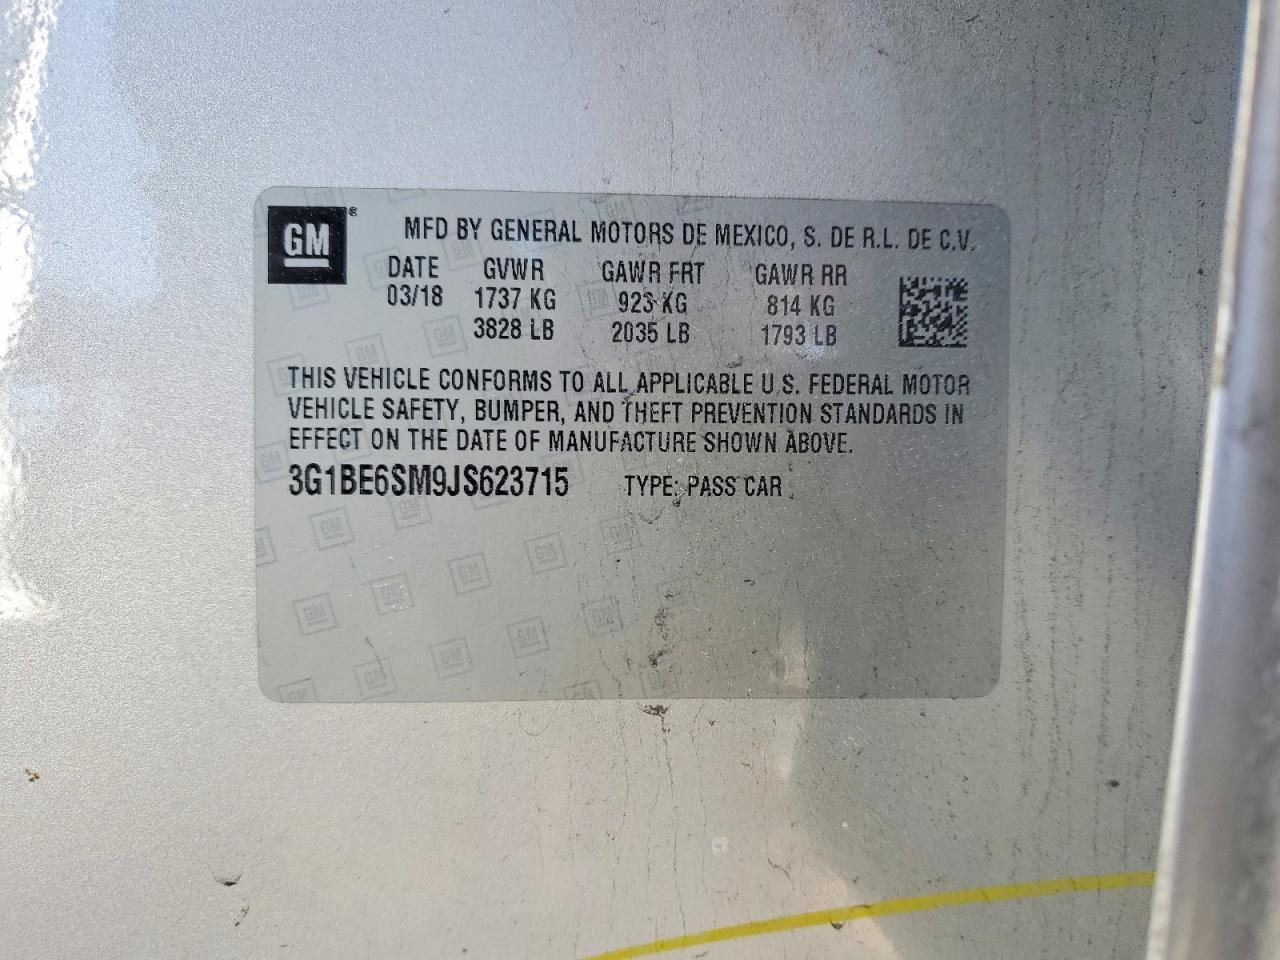 GM®
MFD BY GENERAL MOTORS DE MEXICO, S. DE R.L. DE C.V.
DATE GVWR GAWR FRT GAWR RR
03/18 1737 KG 923 KG 814 KG
3828 LB 2035 LB 1793 LB
THIS VEHICLE CONFORMS TO ALL APPLICABLE U.S. FEDERAL MOTOR
VEHICLE SAFETY, BUMPER, AND THEFT PREVENTION STANDARDS IN
EFFECT ON THE DATE OF MANUFACTURE SHOWN ABOVE.
3G1BE6SM9JS623715 TYPE: PASS CAR